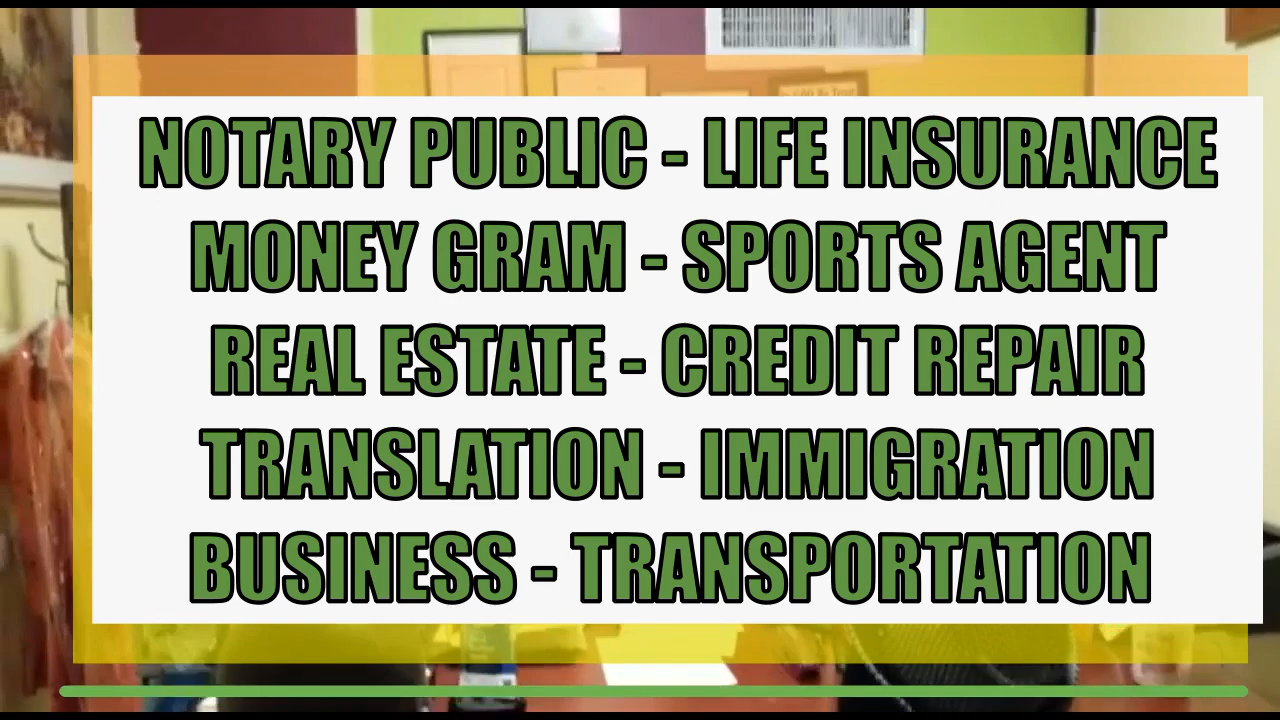 NOTARY PUBLIC - LIFE INSURANCE
MONEY GRAM - SPORTS AGENT
REAL ESTATE - CREDIT REPAIR
TRANSLATION - IMMIGRATION
BUSINESS - TRANSPORTATION